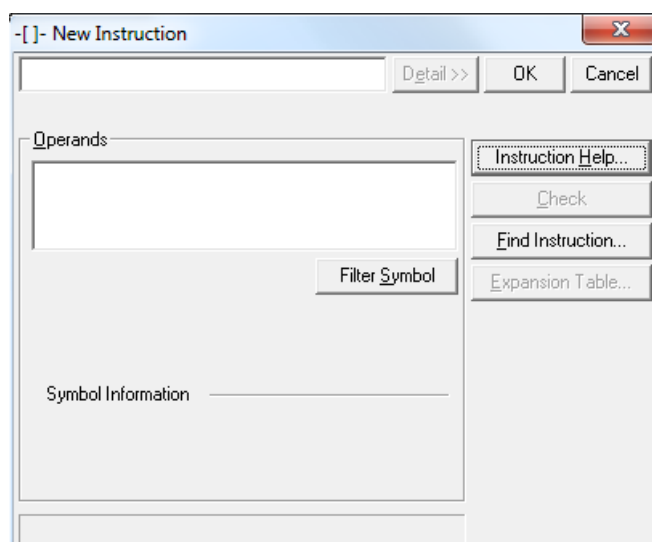 -[ ]- New Instruction
Detail >> OK Cancel
Operands
Instruction Help...
Check
Find Instruction...
Filter Symbol
Expansion Table...
Symbol Information